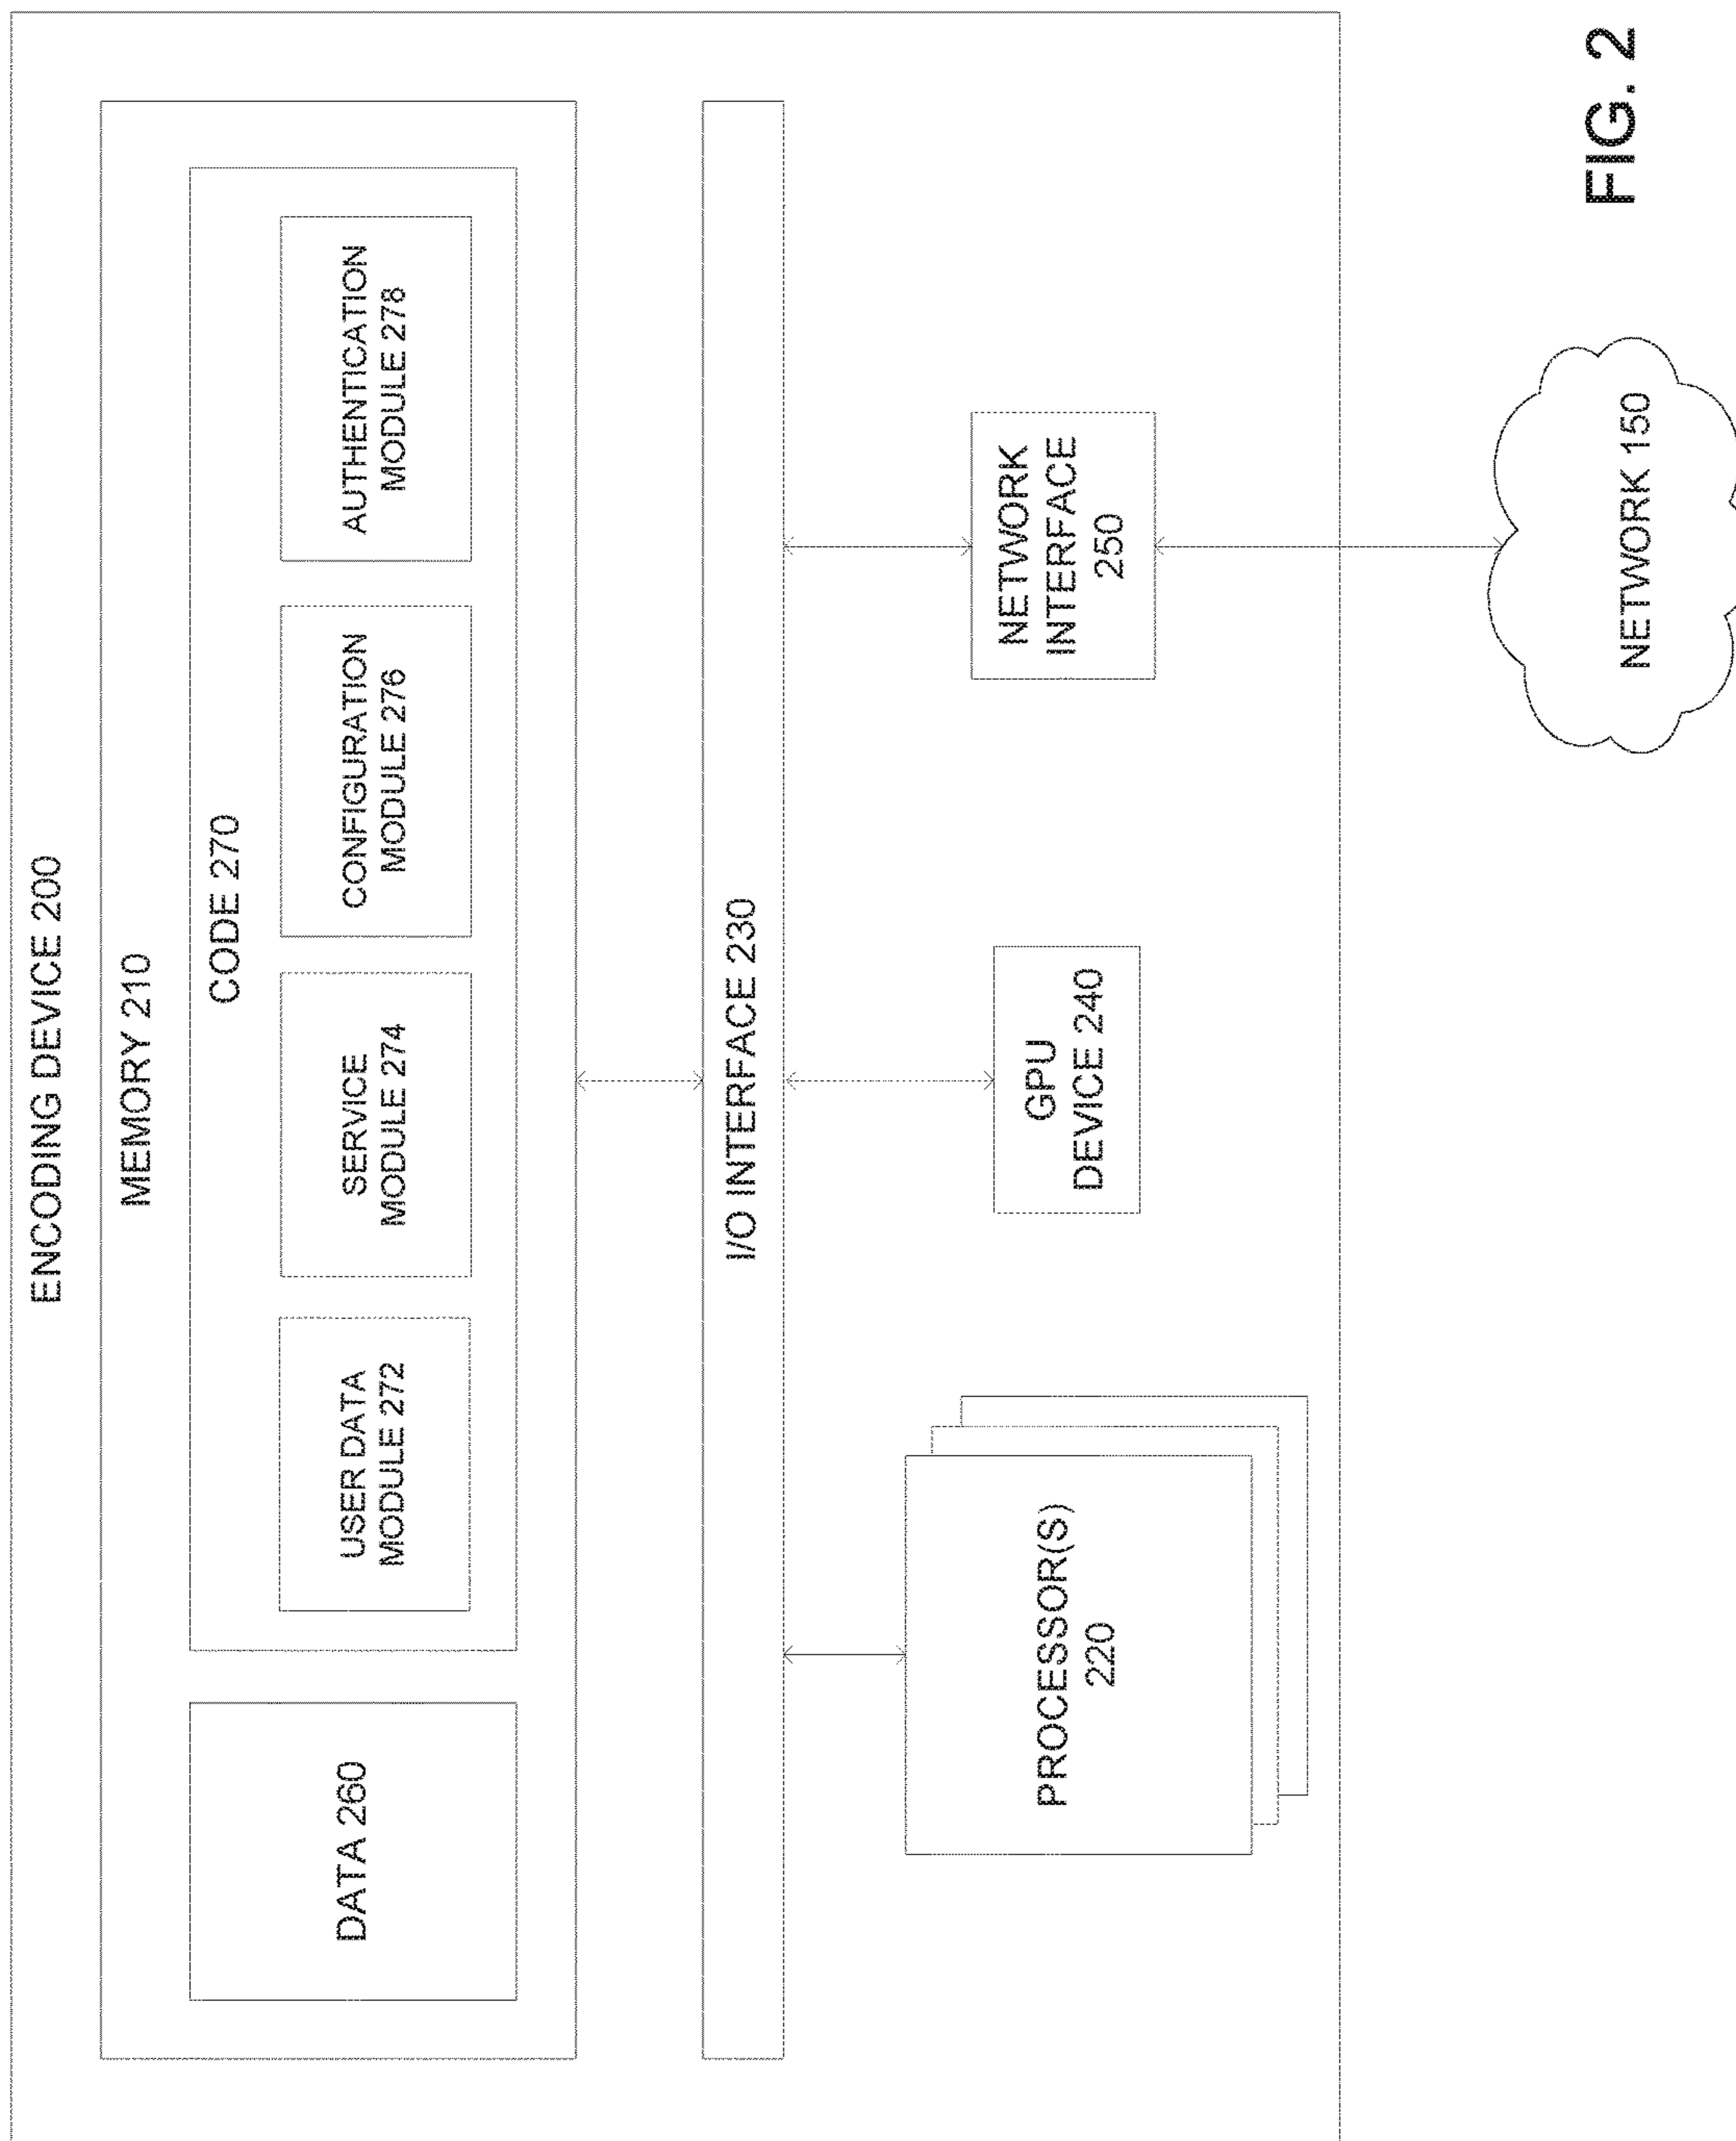 ENCODING DEVICE 200
MEMORY 210
CODE 270
DATA 260
USER DATA
MODULE 272
SERVICE
MODULE 274
CONFIGURATION
MODULE 276
AUTHENTICATION
MODULE 278
I/O INTERFACE 230
PROCESSOR(S)
220
GPU
DEVICE 240
NETWORK
INTERFACE
250
NETWORK 150
FIG. 2